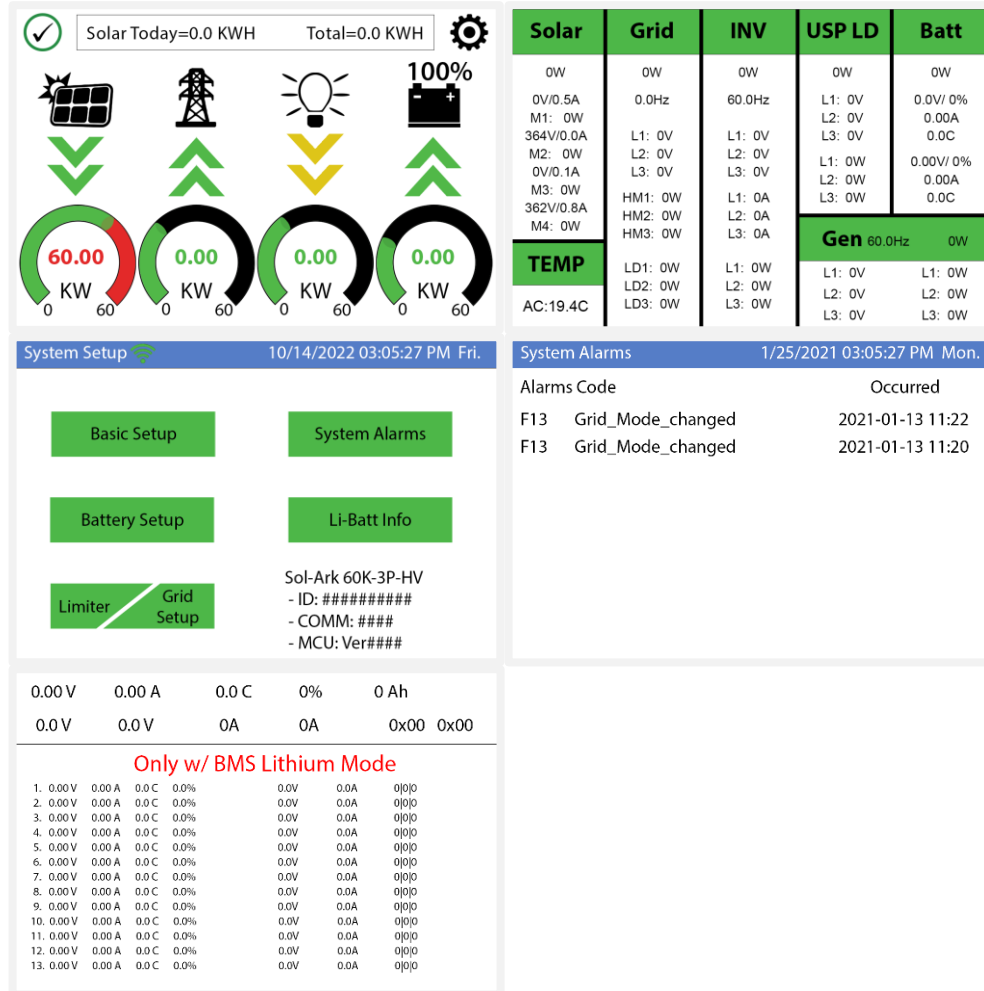 Solar Today=0.0 KWH Total=0.0 KWH
100%
60.00 0.00 0.00 0.00
KW KW KW KW
0 60 0 60 0 60 0 60
Solar Grid INV USP LD Batt
0W 0W 0W 0W 0W
0V/0.5A 0.0Hz 60.0Hz L1: 0V 0.0V/ 0%
M1: 0W L2: 0V 0.00A
364V/0.0A L1: 0V L1: 0V L3: 0V 0.0C
M2: 0W L2: 0V L2: 0V L1: 0W 0.00V/ 0%
0V/0.1A L3: 0V L3: 0V L2: 0W 0.00A
M3: 0W HM1: 0W L1: 0A L3: 0W 0.0C
362V/0.8A HM2: 0W L2: 0A
M4: 0W HM3: 0W L3: 0A Gen 60.0Hz 0W
TEMP LD1: 0W L1: 0W L1: 0V L1: 0W
LD2: 0W L2: 0W L2: 0V L2: 0W
AC:19.4C LD3: 0W L3: 0W L3: 0V L3: 0W
System Setup 10/14/2022 03:05:27 PM Fri.
Basic Setup System Alarms
Battery Setup Li-Batt Info
Limiter Grid Setup
Sol-Ark 60K-3P-HV
- ID: ##########
- COMM: ####
- MCU: Ver####
System Alarms 1/25/2021 03:05:27 PM Mon.
Alarms Code Occurred
F13 Grid_Mode_changed 2021-01-13 11:22
F13 Grid_Mode_changed 2021-01-13 11:20
0.00 V 0.00 A 0.0 C 0% 0 Ah
0.0 V 0.0 V 0A 0A 0x00 0x00
Only w/ BMS Lithium Mode
1. 0.00 V 0.00 A 0.0 C 0.0% 0.0V 0.0A 0|0|0
2. 0.00 V 0.00 A 0.0 C 0.0% 0.0V 0.0A 0|0|0
3. 0.00 V 0.00 A 0.0 C 0.0% 0.0V 0.0A 0|0|0
4. 0.00 V 0.00 A 0.0 C 0.0% 0.0V 0.0A 0|0|0
5. 0.00 V 0.00 A 0.0 C 0.0% 0.0V 0.0A 0|0|0
6. 0.00 V 0.00 A 0.0 C 0.0% 0.0V 0.0A 0|0|0
7. 0.00 V 0.00 A 0.0 C 0.0% 0.0V 0.0A 0|0|0
8. 0.00 V 0.00 A 0.0 C 0.0% 0.0V 0.0A 0|0|0
9. 0.00 V 0.00 A 0.0 C 0.0% 0.0V 0.0A 0|0|0
10. 0.00 V 0.00 A 0.0 C 0.0% 0.0V 0.0A 0|0|0
11. 0.00 V 0.00 A 0.0 C 0.0% 0.0V 0.0A 0|0|0
12. 0.00 V 0.00 A 0.0 C 0.0% 0.0V 0.0A 0|0|0
13. 0.00 V 0.00 A 0.0 C 0.0% 0.0V 0.0A 0|0|0